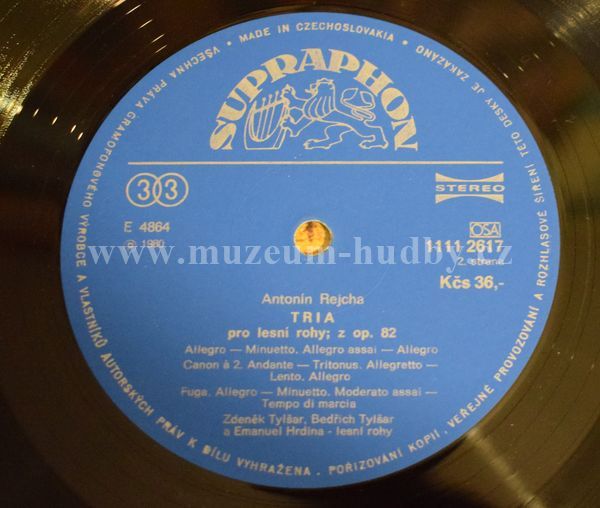 VŠECHNA PRÁVA GRAMOFONOVÉHO VÝROBCE A VLASTNÍKŮ AUTORSKÝCH PRÁV K DÍLU VYHRAŽENA . POŘIZOVÁNÍ KOPIÍ . VEŘEJNÉ PROVOZOVÁNÍ A ROZHLASOVÉ ŠÍŘENÍ TÉTO DESKY JE ZAKÁZÁNO
• MADE IN CZECHOSLOVAKIA •
SUPRAPHON
33
STEREO
E 4864
OSA
℗ 1980
1111 2617
www.muzeum-hudby.cz
2. strana
Kčs 36,-
Antonín Rejcha
TRIA
pro lesní rohy; z op. 82
Allegro — Minuetto. Allegro assai — Allegro
Canon à 2. Andante — Tritonus. Allegretto —
Lento. Allegro
Fuga. Allegro — Minuetto. Moderato assai —
Tempo di marcia
Zdeněk Tylšar, Bedřich Tylšar
a Emanuel Hrdina - lesní rohy